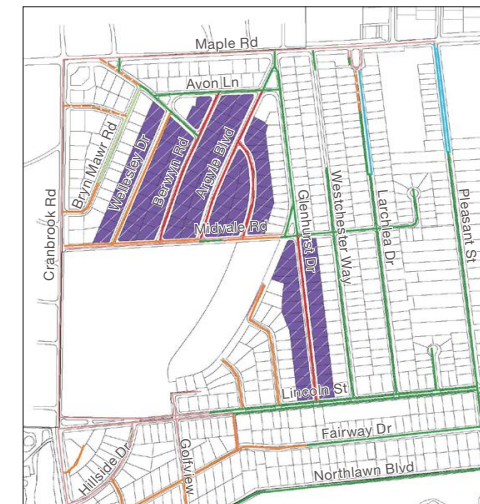 Maple Rd
Avon Ln
Bryn Mawr Rd
Wellesley Dr
Berwyn Rd
Argyle Blvd
Cranbrook Rd
Midvale Rd
Glenhurst Dr
Westchester Way
Larchlea Dr
Pleasant St
Lincoln St
Hillside Dr
Golfview
Fairway Dr
Northlawn Blvd